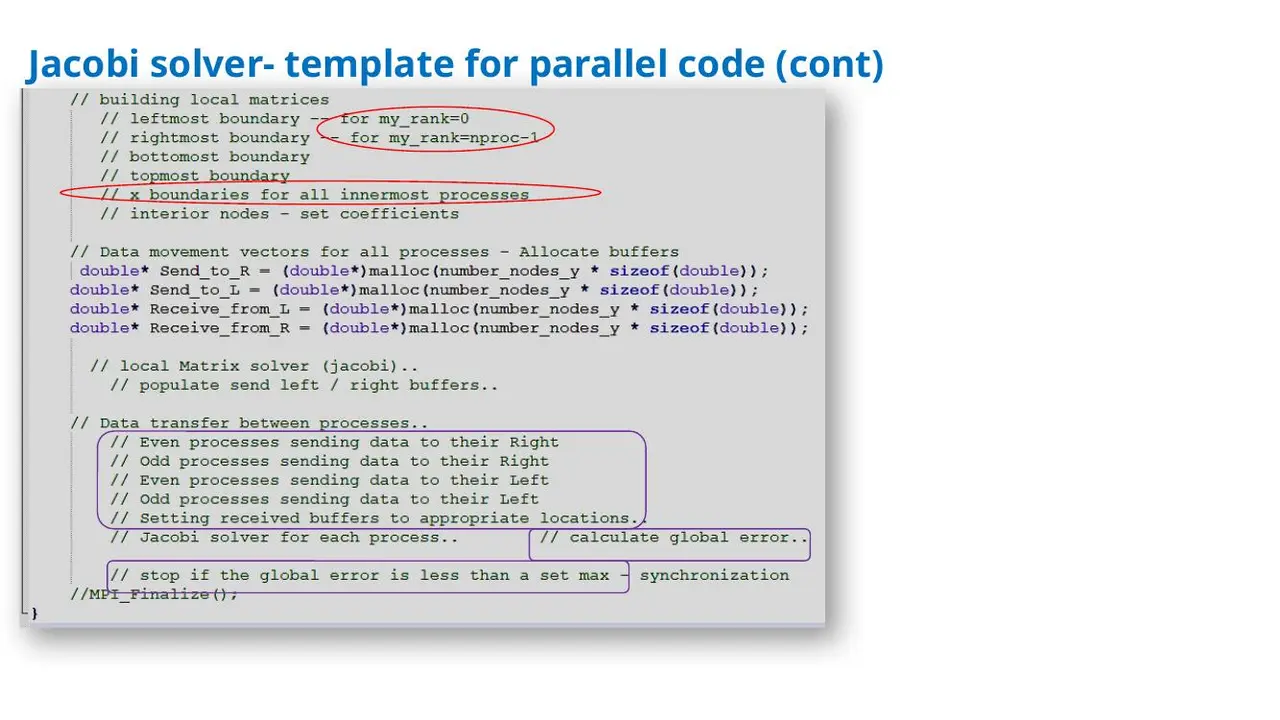 Jacobi solver- template for parallel code (cont)
// building local matrices
// leftmost boundary -- for my_rank=0
// rightmost boundary -- for my_rank=nproc-1
// bottomost boundary
// topmost boundary
// x boundaries for all innermost processes
// interior nodes - set coefficients
// Data movement vectors for all processes - Allocate buffers
double* Send_to_R = (double*)malloc(number_nodes_y * sizeof(double));
double* Send_to_L = (double*)malloc(number_nodes_y * sizeof(double));
double* Receive_from_L = (double*)malloc(number_nodes_y * sizeof(double));
double* Receive_from_R = (double*)malloc(number_nodes_y * sizeof(double));
// local Matrix solver (jacobi)..
// populate send left / right buffers..
// Data transfer between processes..
// Even processes sending data to their Right
// Odd processes sending data to their Right
// Even processes sending data to their Left
// Odd processes sending data to their Left
// Setting received buffers to appropriate locations..
// Jacobi solver for each process.. // calculate global error..
// stop if the global error is less than a set max - synchronization
//MPI_Finalize();
}